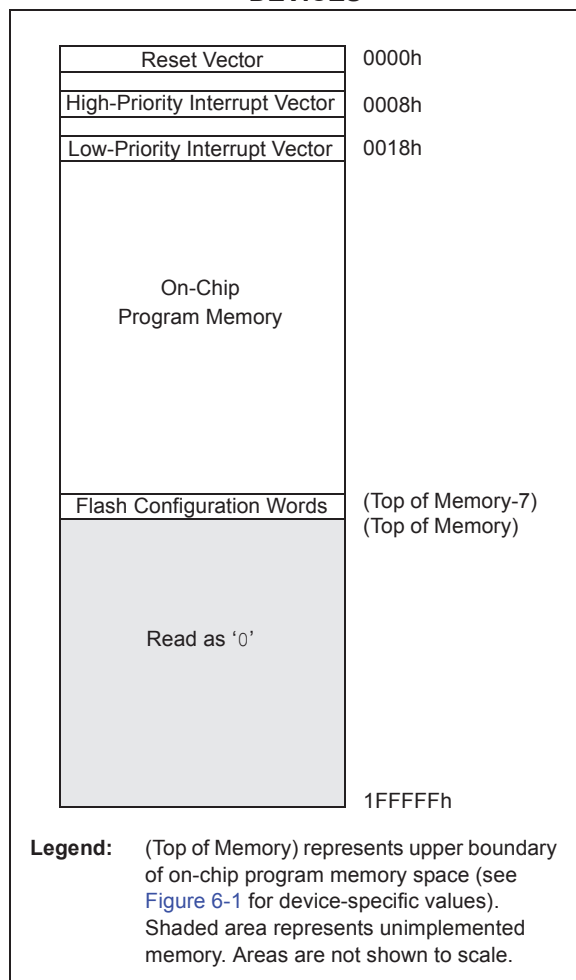 DEVICES
Reset Vector 0000h
High-Priority Interrupt Vector 0008h
Low-Priority Interrupt Vector 0018h
On-Chip
Program Memory
Flash Configuration Words (Top of Memory-7)
(Top of Memory)
Read as ‘0’
1FFFFFh
Legend: (Top of Memory) represents upper boundary
of on-chip program memory space (see
Figure 6-1 for device-specific values).
Shaded area represents unimplemented
memory. Areas are not shown to scale.